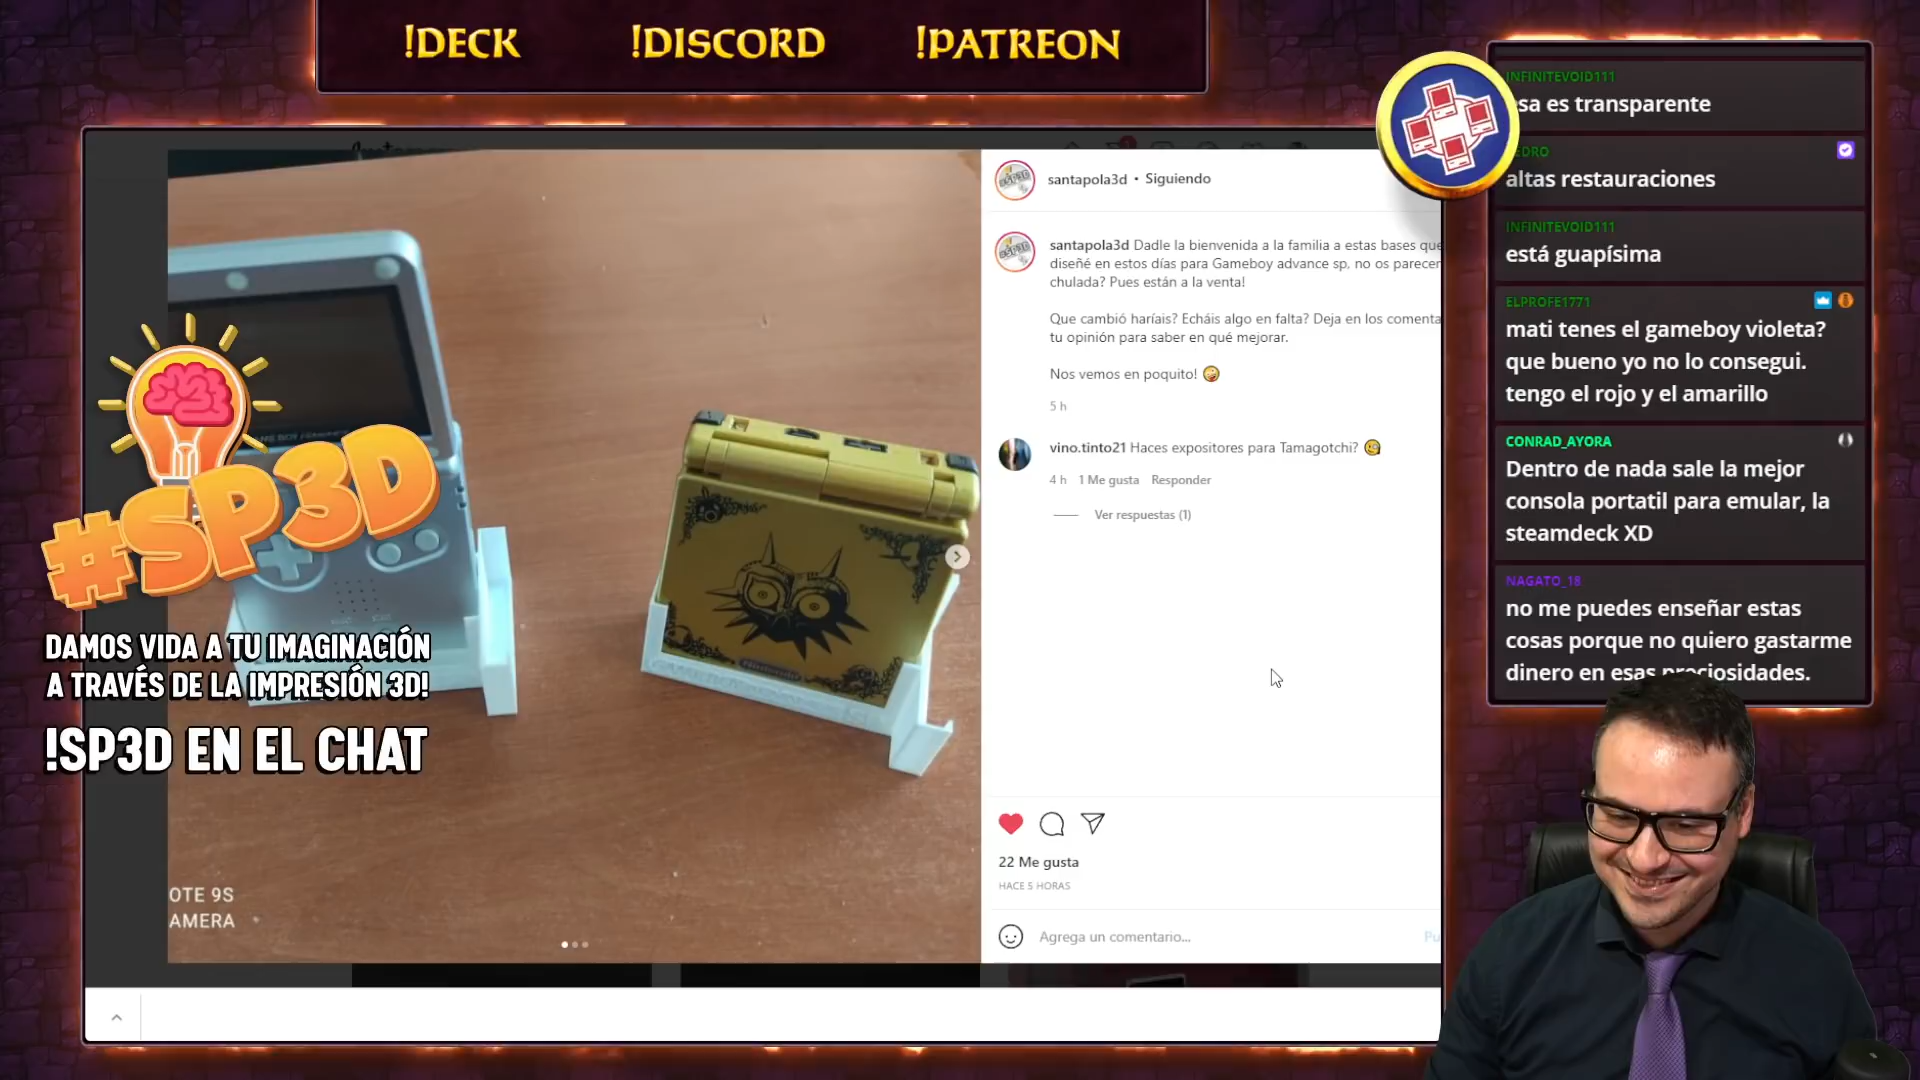 !DECK
!DISCORD
!PATREON
santapola3d • Siguiendo
santapola3d Dadle la bienvenida a la familia a estas bases que
diseñé en estos días para Gameboy advance sp, no os parecen
chulada? Pues están a la venta!
Que cambió haríais? Echáis algo en falta? Deja en los comenta
tu opinión para saber en qué mejorar.
Nos vemos en poquito!
5 h
vino.tinto21 Haces expositores para Tamagotchi?
4 h 1 Me gusta Responder
Ver respuestas (1)
22 Me gusta
HACE 5 HORAS
Agrega un comentario...
Pu
#SP3D
DAMOS VIDA A TU IMAGINACIÓN
A TRAVÉS DE LA IMPRESIÓN 3D!
!SP3D EN EL CHAT
OTE 9S
AMERA
INFINITEVOID111
esa es transparente
EDRO
altas restauraciones
INFINITEVOID111
está guapísima
ELPROFE1771
mati tenes el gameboy violeta?
que bueno yo no lo consegui.
tengo el rojo y el amarillo
CONRAD_AYORA
Dentro de nada sale la mejor
consola portatil para emular, la
steamdeck XD
NAGATO_18
no me puedes enseñar estas
cosas porque no quiero gastarme
dinero en esas preciosidades.